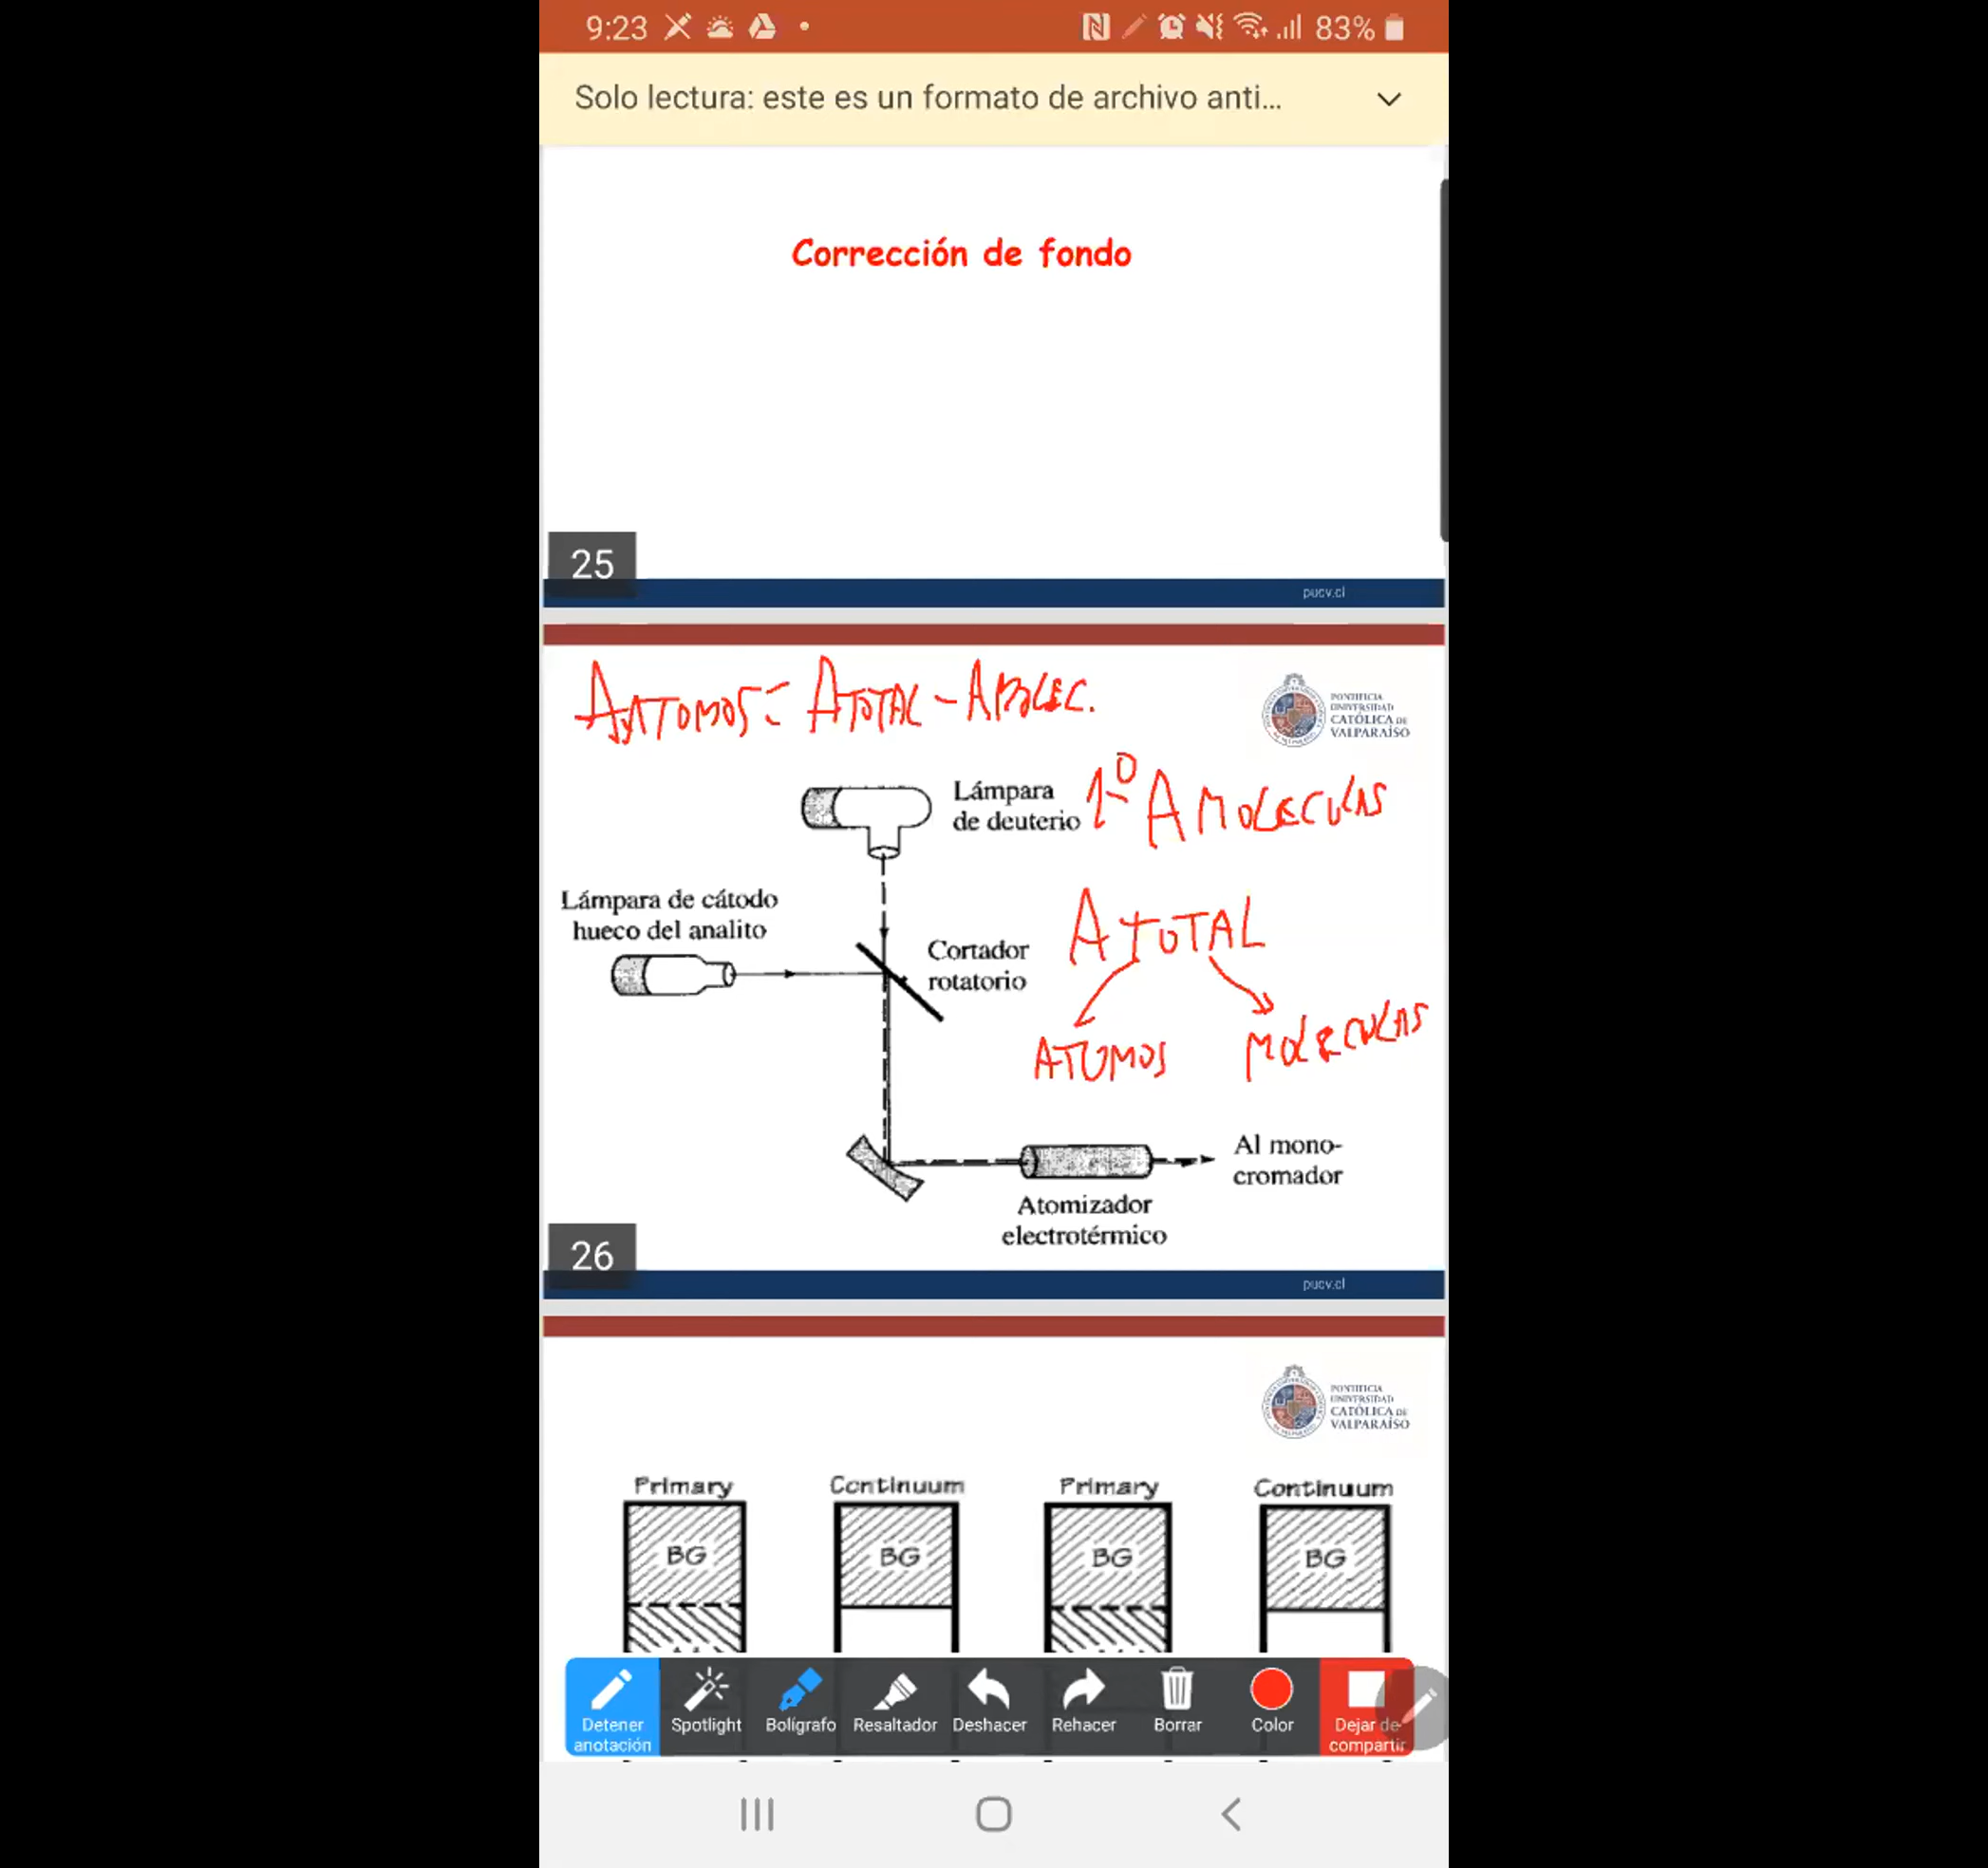 9:23 83%
Solo lectura: este es un formato de archivo anti...
Corrección de fondo
25
pucv.cl
AÁTOMOS = ATOTAL - AMOLEC.
PONTIFICIA
UNIVERSIDAD
CATÓLICA DE
VALPARAÍSO
Lámpara
de deuterio
1º A MOLECULAS
Lámpara de cátodo
hueco del analito
Cortador
rotatorio
A TOTAL
ATOMOS MOLECULAS
Al mono-
cromador
Atomizador
electrotérmico
26
pucv.cl
PONTIFICIA
UNIVERSIDAD
CATÓLICA DE
VALPARAÍSO
Primary Continuum Primary Continuum
BG BG BG BG
Detener
anotación
Spotlight
Bolígrafo
Resaltador
Deshacer
Rehacer
Borrar
Color
Dejar de
compartir